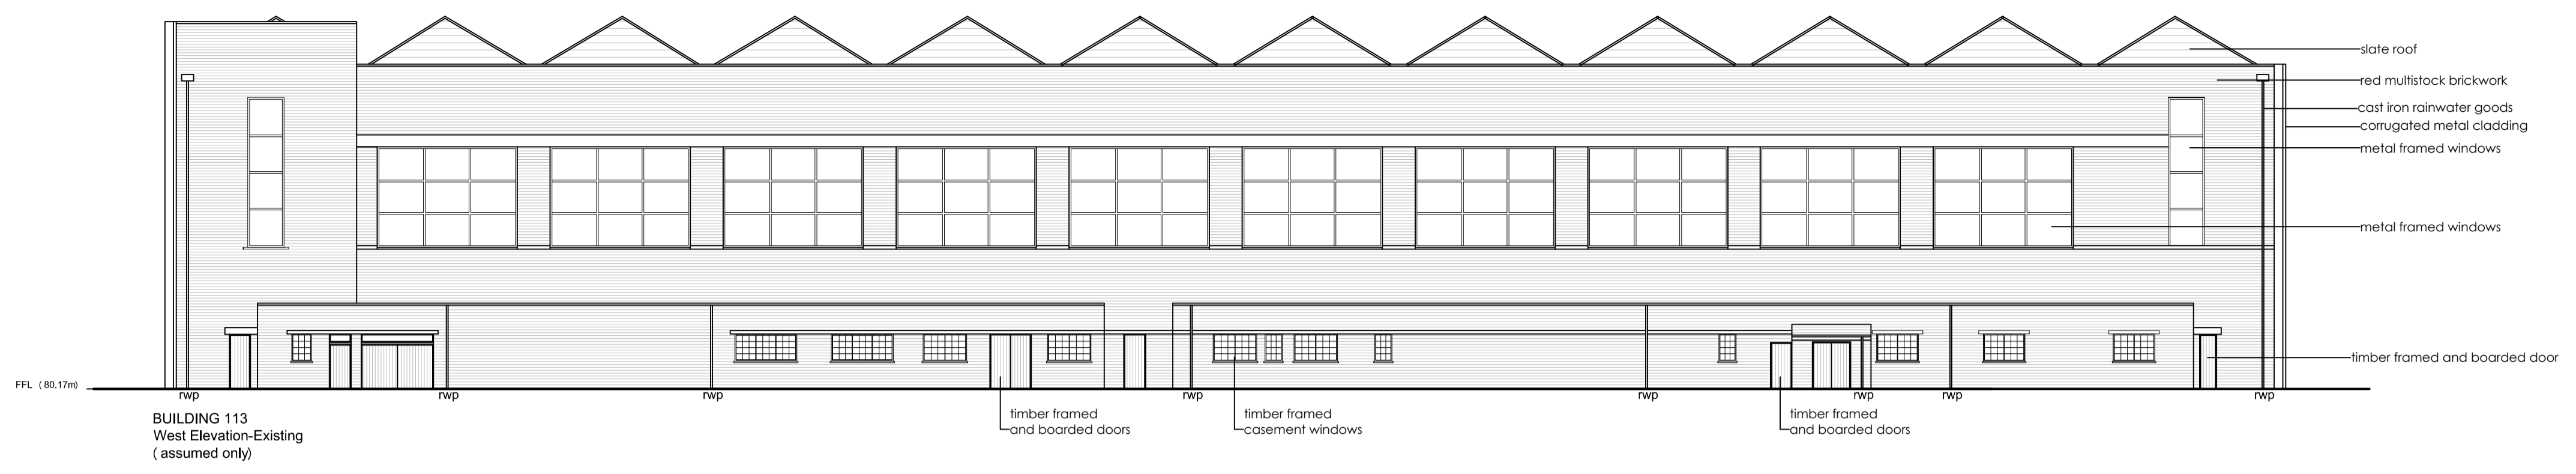 slate roof
red multistock brickwork
cast iron rainwater goods
corrugated metal cladding
metal framed windows
metal framed windows
timber framed and boarded door
FFL ( 80.17m)
rwp rwp rwp rwp rwp rwp rwp rwp
timber framed
and boarded doors
timber framed
casement windows
timber framed
and boarded doors
BUILDING 113
West Elevation-Existing
( assumed only)